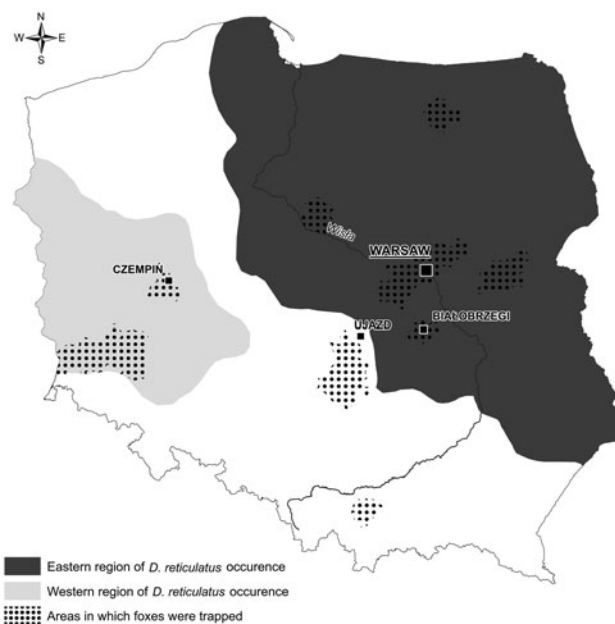 N
W E
S
Wisła
WARSAW
CZEMPIŃ
BIAŁOBRZEGI
UJAZD
Eastern region of D. reticulatus occurence
Western region of D. reticulatus occurence
Areas in which foxes were trapped